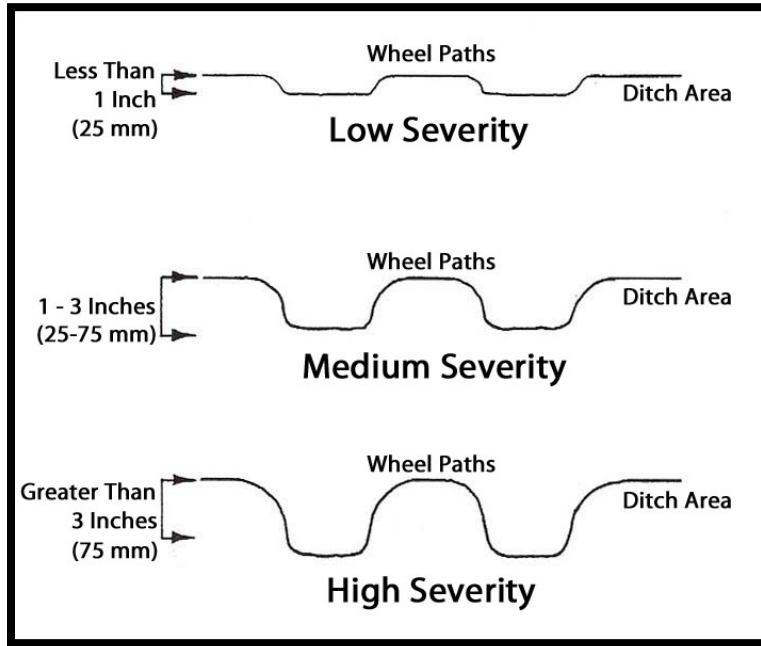 Wheel Paths
Less Than
1 Inch
(25 mm)
Ditch Area
Low Severity
Wheel Paths
1 - 3 Inches
(25-75 mm)
Ditch Area
Medium Severity
Wheel Paths
Greater Than
3 Inches
(75 mm)
Ditch Area
High Severity